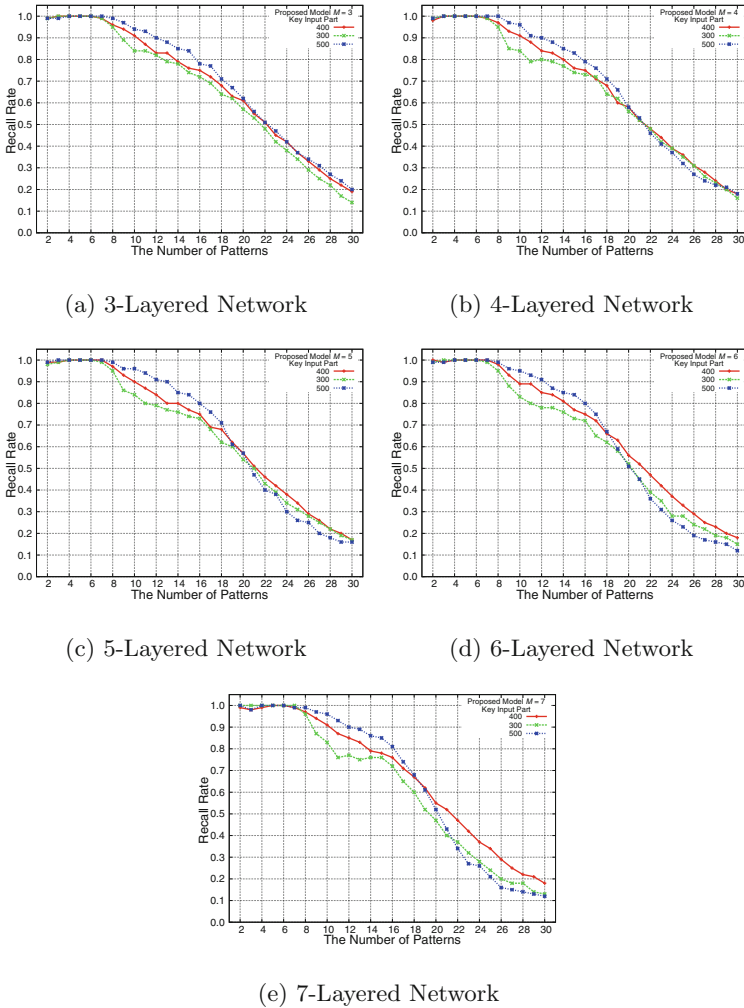 Proposed Model M = 3
Key Input Part
400
300
500
Recall Rate
1.0
0.9
0.8
0.7
0.6
0.5
0.4
0.3
0.2
0.1
0.0
2 4 6 8 10 12 14 16 18 20 22 24 26 28 30
The Number of Patterns
(a) 3-Layered Network
Proposed Model M = 4
Key Input Part
400
300
500
Recall Rate
1.0
0.9
0.8
0.7
0.6
0.5
0.4
0.3
0.2
0.1
0.0
2 4 6 8 10 12 14 16 18 20 22 24 26 28 30
The Number of Patterns
(b) 4-Layered Network
Proposed Model M = 5
Key Input Part
400
300
500
Recall Rate
1.0
0.9
0.8
0.7
0.6
0.5
0.4
0.3
0.2
0.1
0.0
2 4 6 8 10 12 14 16 18 20 22 24 26 28 30
The Number of Patterns
(c) 5-Layered Network
Proposed Model M = 6
Key Input Part
400
300
500
Recall Rate
1.0
0.9
0.8
0.7
0.6
0.5
0.4
0.3
0.2
0.1
0.0
2 4 6 8 10 12 14 16 18 20 22 24 26 28 30
The Number of Patterns
(d) 6-Layered Network
Proposed Model M = 7
Key Input Part
400
300
500
Recall Rate
1.0
0.9
0.8
0.7
0.6
0.5
0.4
0.3
0.2
0.1
0.0
2 4 6 8 10 12 14 16 18 20 22 24 26 28 30
The Number of Patterns
(e) 7-Layered Network